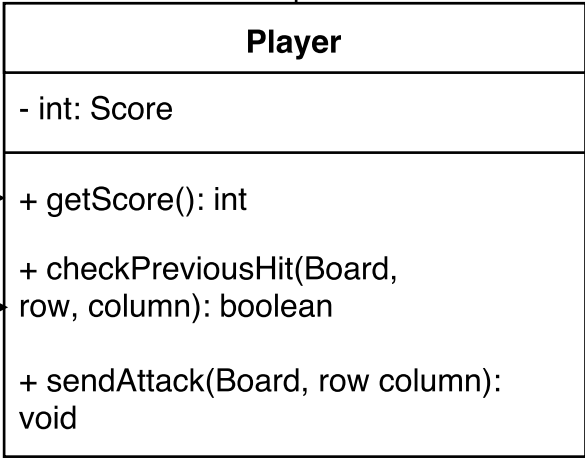 Player
- int: Score
+ getScore(): int
+ checkPreviousHit(Board,
row, column): boolean
+ sendAttack(Board, row column):
void